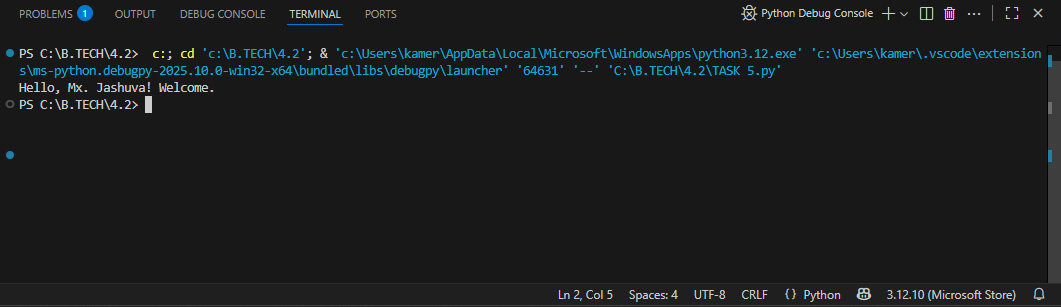 PROBLEMS 1 OUTPUT DEBUG CONSOLE TERMINAL PORTS Python Debug Console
PS C:\B.TECH\4.2>  c:; cd 'c:\B.TECH\4.2'; & 'c:\Users\kamer\AppData\Local\Microsoft\WindowsApps\python3.12.exe' 'c:\Users\kamer\.vscode\extension
s\ms-python.debugpy-2025.10.0-win32-x64\bundled\libs\debugpy\launcher' '64631' '--' 'C:\B.TECH\4.2\TASK 5.py'
Hello, Mx. Jashuva! Welcome.
PS C:\B.TECH\4.2>
Ln 2, Col 5 Spaces: 4 UTF-8 CRLF {} Python 3.12.10 (Microsoft Store)